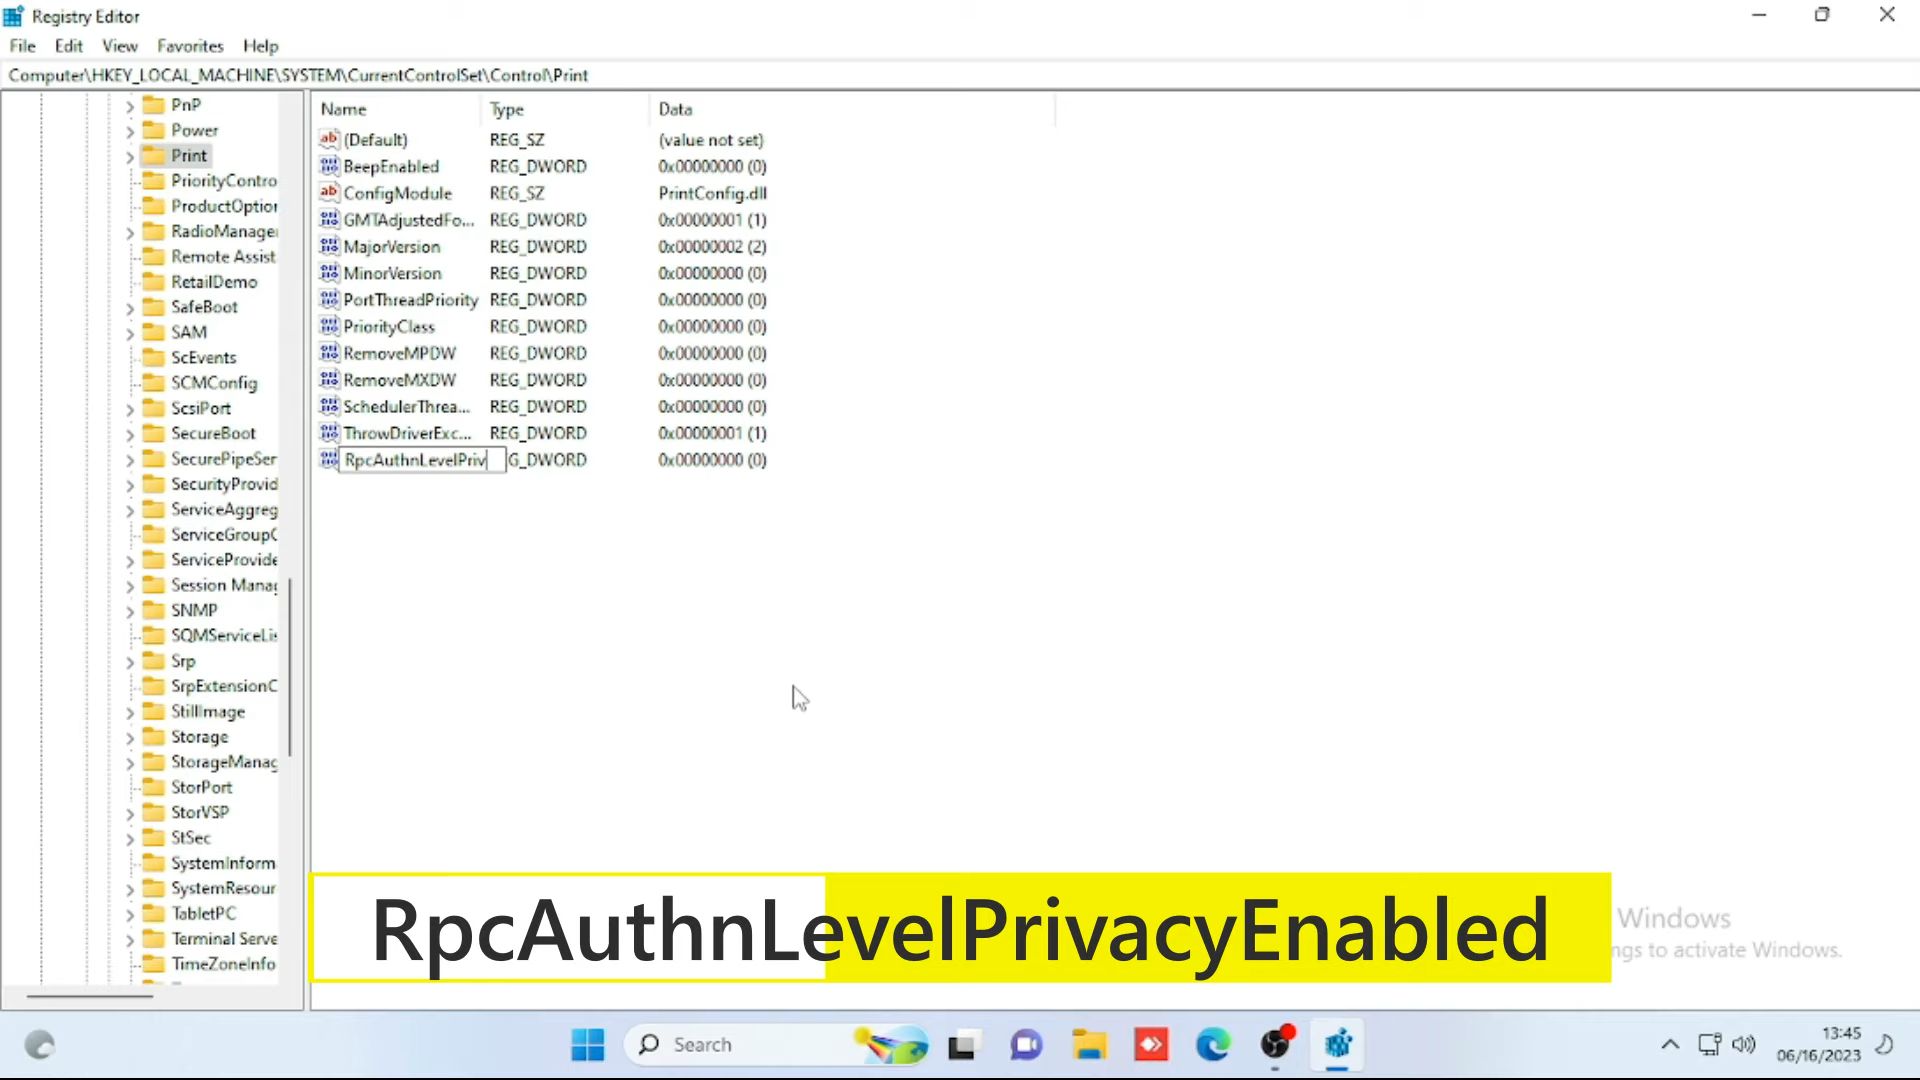 Registry Editor
File Edit View Favorites Help
Computer\HKEY_LOCAL_MACHINE\SYSTEM\CurrentControlSet\Control\Print
PnP
Power
Print
PriorityContro
ProductOption
RadioManage
Remote Assist
RetailDemo
SafeBoot
SAM
ScEvents
SCMConfig
ScsiPort
SecureBoot
SecurePipeSer
SecurityProvid
ServiceAggreg
ServiceGroupC
ServiceProvide
Session Manag
SNMP
SQMServiceLis
Srp
SrpExtensionC
StillImage
Storage
StorageManag
StorPort
StorVSP
StSec
SystemInform
SystemResour
TabletPC
Terminal Serve
TimeZoneInfo
Name Type Data
(Default) REG_SZ (value not set)
BeepEnabled REG_DWORD 0x00000000 (0)
ConfigModule REG_SZ PrintConfig.dll
GMTAdjustedFo... REG_DWORD 0x00000001 (1)
MajorVersion REG_DWORD 0x00000002 (2)
MinorVersion REG_DWORD 0x00000000 (0)
PortThreadPriority REG_DWORD 0x00000000 (0)
PriorityClass REG_DWORD 0x00000000 (0)
RemoveMPDW REG_DWORD 0x00000000 (0)
RemoveMXDW REG_DWORD 0x00000000 (0)
SchedulerThrea... REG_DWORD 0x00000000 (0)
ThrowDriverExc... REG_DWORD 0x00000001 (1)
RpcAuthnLevelPriv G_DWORD 0x00000000 (0)
RpcAuthnLevelPrivacyEnabled
Windows
ngs to activate Windows.
Search
13:45
06/16/2023